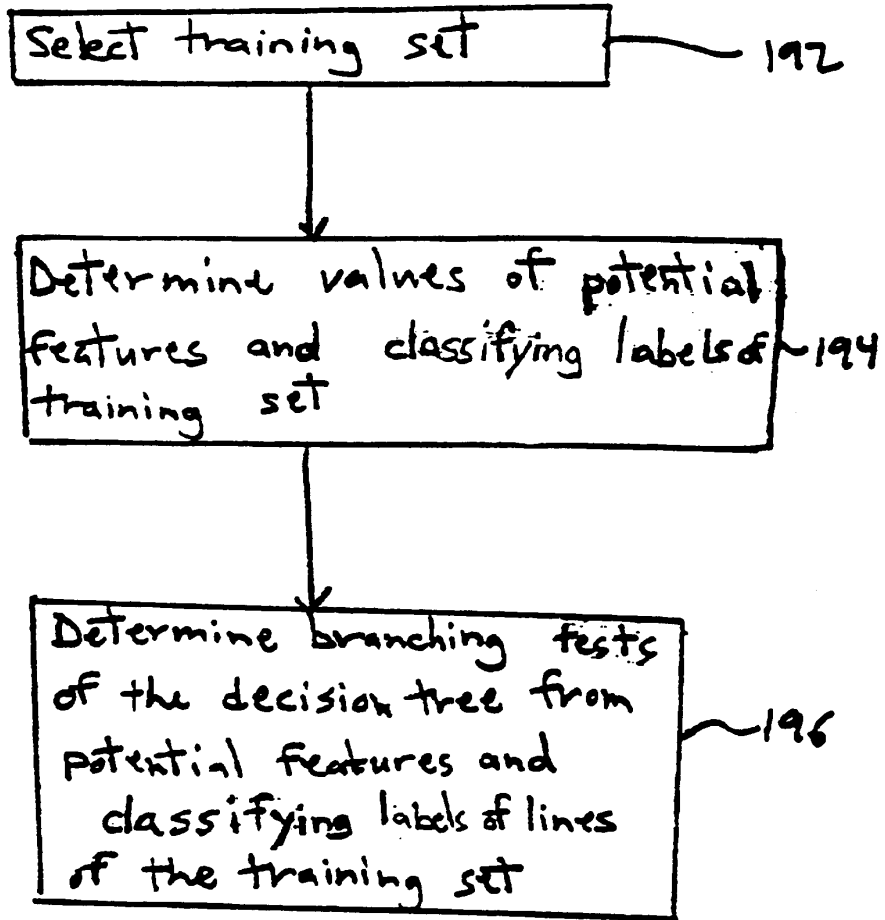 Select training set
192
Determine values of potential
features and classifying labels of
training set
194
Determine branching tests
of the decision tree from
potential features and
classifying labels of lines
of the training set
196